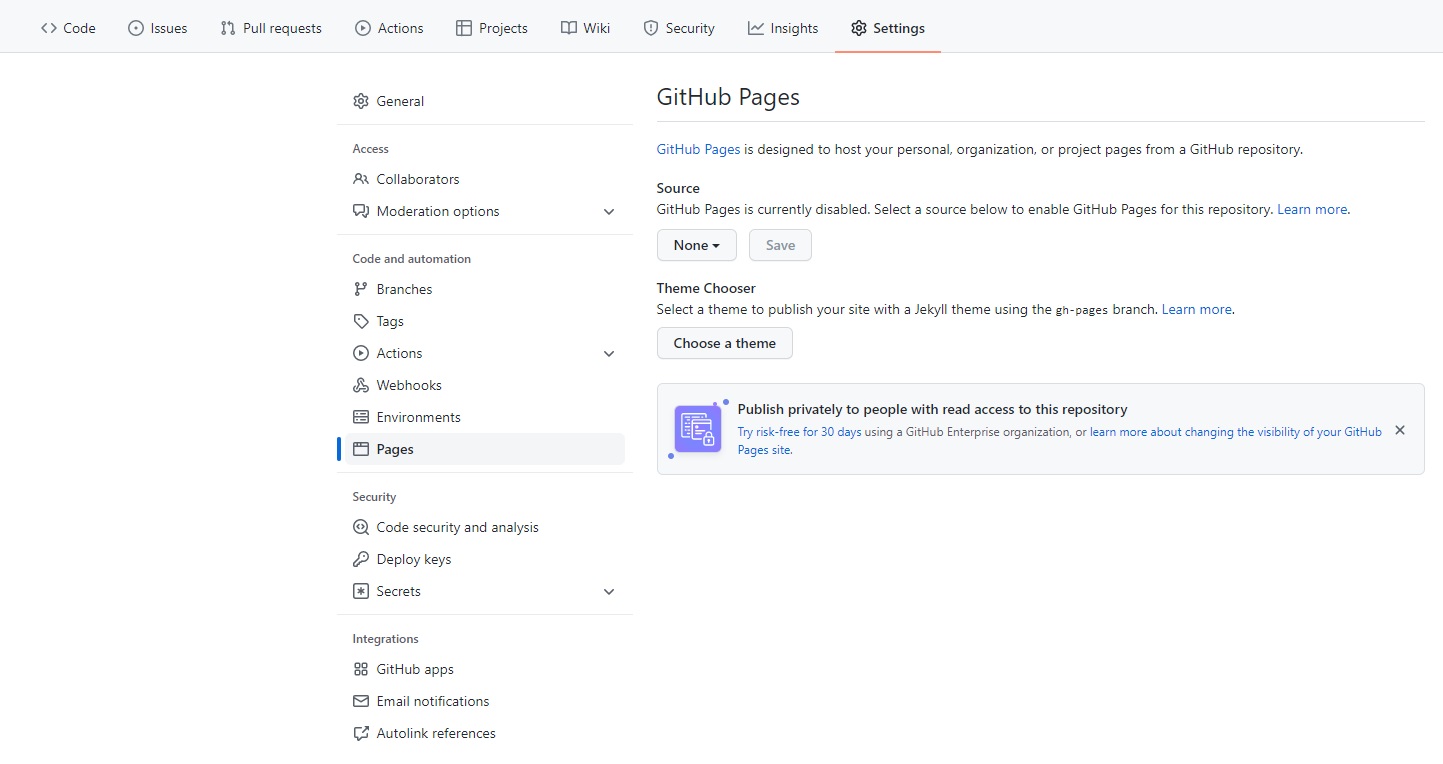 Code Issues Pull requests Actions Projects Wiki Security Insights Settings
General
Access
Collaborators
Moderation options
Code and automation
Branches
Tags
Actions
Webhooks
Environments
Pages
Security
Code security and analysis
Deploy keys
Secrets
Integrations
GitHub apps
Email notifications
Autolink references
GitHub Pages
GitHub Pages is designed to host your personal, organization, or project pages from a GitHub repository.
Source
GitHub Pages is currently disabled. Select a source below to enable GitHub Pages for this repository. Learn more.
None Save
Theme Chooser
Select a theme to publish your site with a Jekyll theme using the gh-pages branch. Learn more.
Choose a theme
Publish privately to people with read access to this repository
Try risk-free for 30 days using a GitHub Enterprise organization, or learn more about changing the visibility of your GitHub
Pages site.